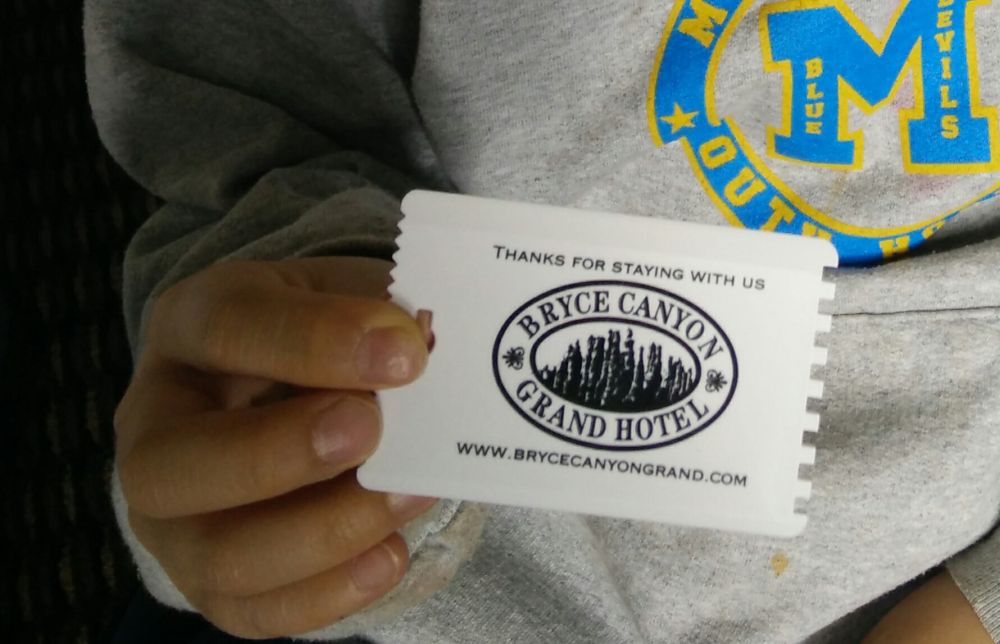 THANKS FOR STAYING WITH US
BRYCE CANYON
GRAND HOTEL
WWW.BRYCECANYONGRAND.COM
M
BLUE
DEVILS